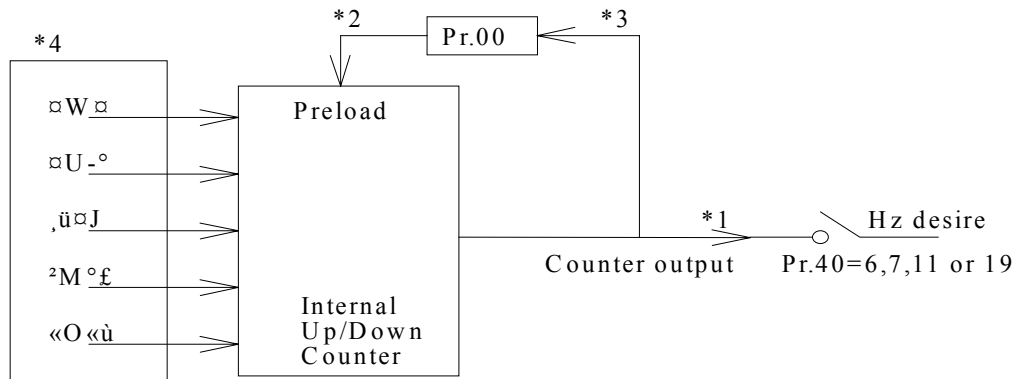 *2
*3
*4
Pr.00
Preload
¤W¤
¤U-°
¸ü¤J
²M°£
«O«ù
*1
Hz desire
Counter output
Pr.40=6,7,11 or 19
Internal
Up/Down
Counter